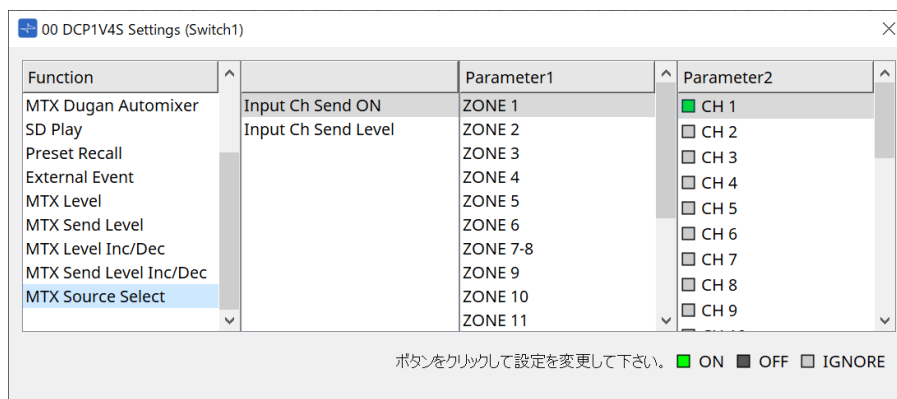 00 DCP1V4S Settings (Switch1)
Function
MTX Dugan Automixer
SD Play
Preset Recall
External Event
MTX Level
MTX Send Level
MTX Level Inc/Dec
MTX Send Level Inc/Dec
MTX Source Select
Input Ch Send ON
Input Ch Send Level
Parameter1
ZONE 1
ZONE 2
ZONE 3
ZONE 4
ZONE 5
ZONE 6
ZONE 7-8
ZONE 9
ZONE 10
ZONE 11
Parameter2
CH 1
CH 2
CH 3
CH 4
CH 5
CH 6
CH 7
CH 8
CH 9
ボタンをクリックして設定を変更して下さい。 ON OFF IGNORE